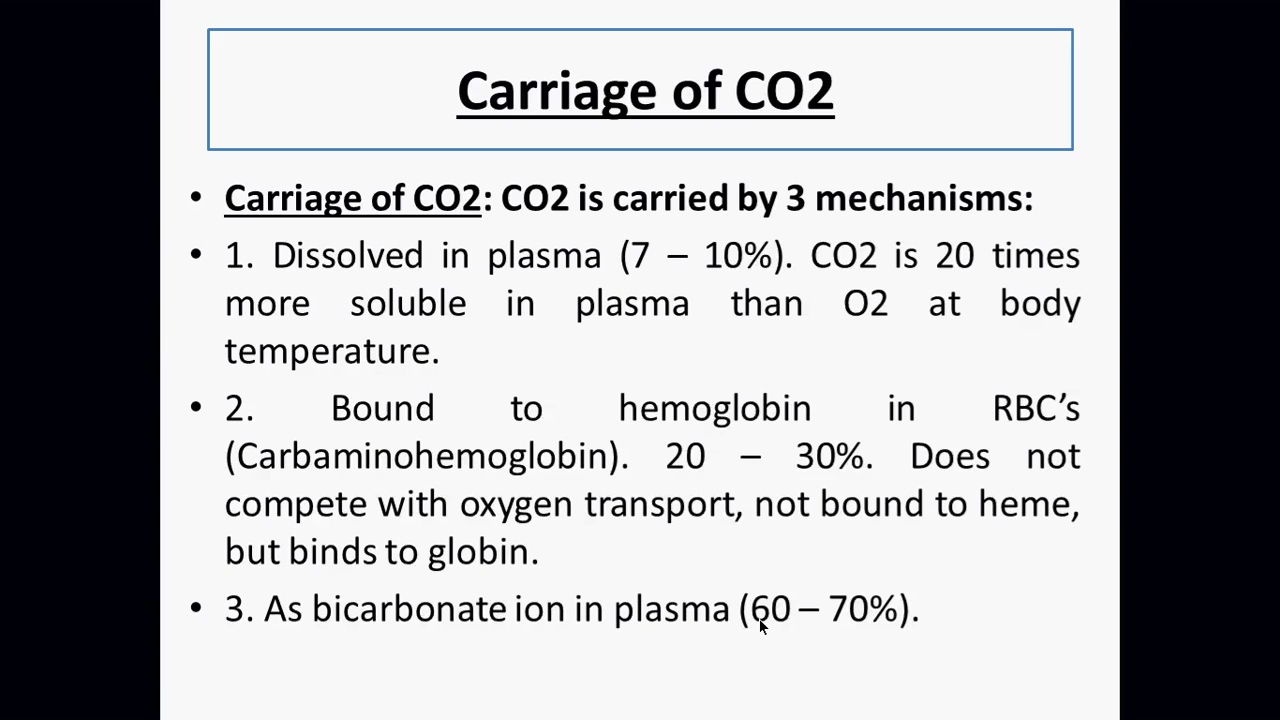 Carriage of CO2
• Carriage of CO2: CO2 is carried by 3 mechanisms:
• 1. Dissolved in plasma (7 – 10%). CO2 is 20 times
more soluble in plasma than O2 at body
temperature.
• 2. Bound to hemoglobin in RBC’s
(Carbaminohemoglobin). 20 – 30%. Does not
compete with oxygen transport, not bound to heme,
but binds to globin.
• 3. As bicarbonate ion in plasma (60 – 70%).